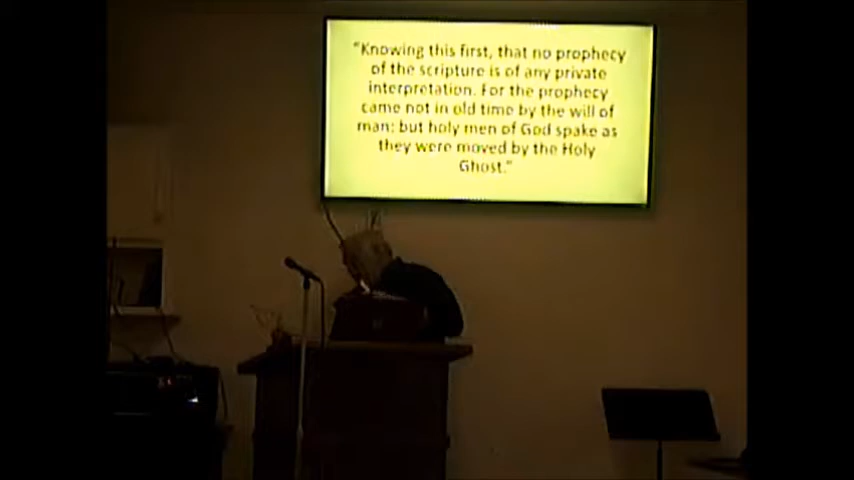 "Knowing this first, that no prophecy
of the scripture is of any private
interpretation. For the prophecy
came not in old time by the will of
man: but holy men of God spake as
they were moved by the Holy
Ghost."